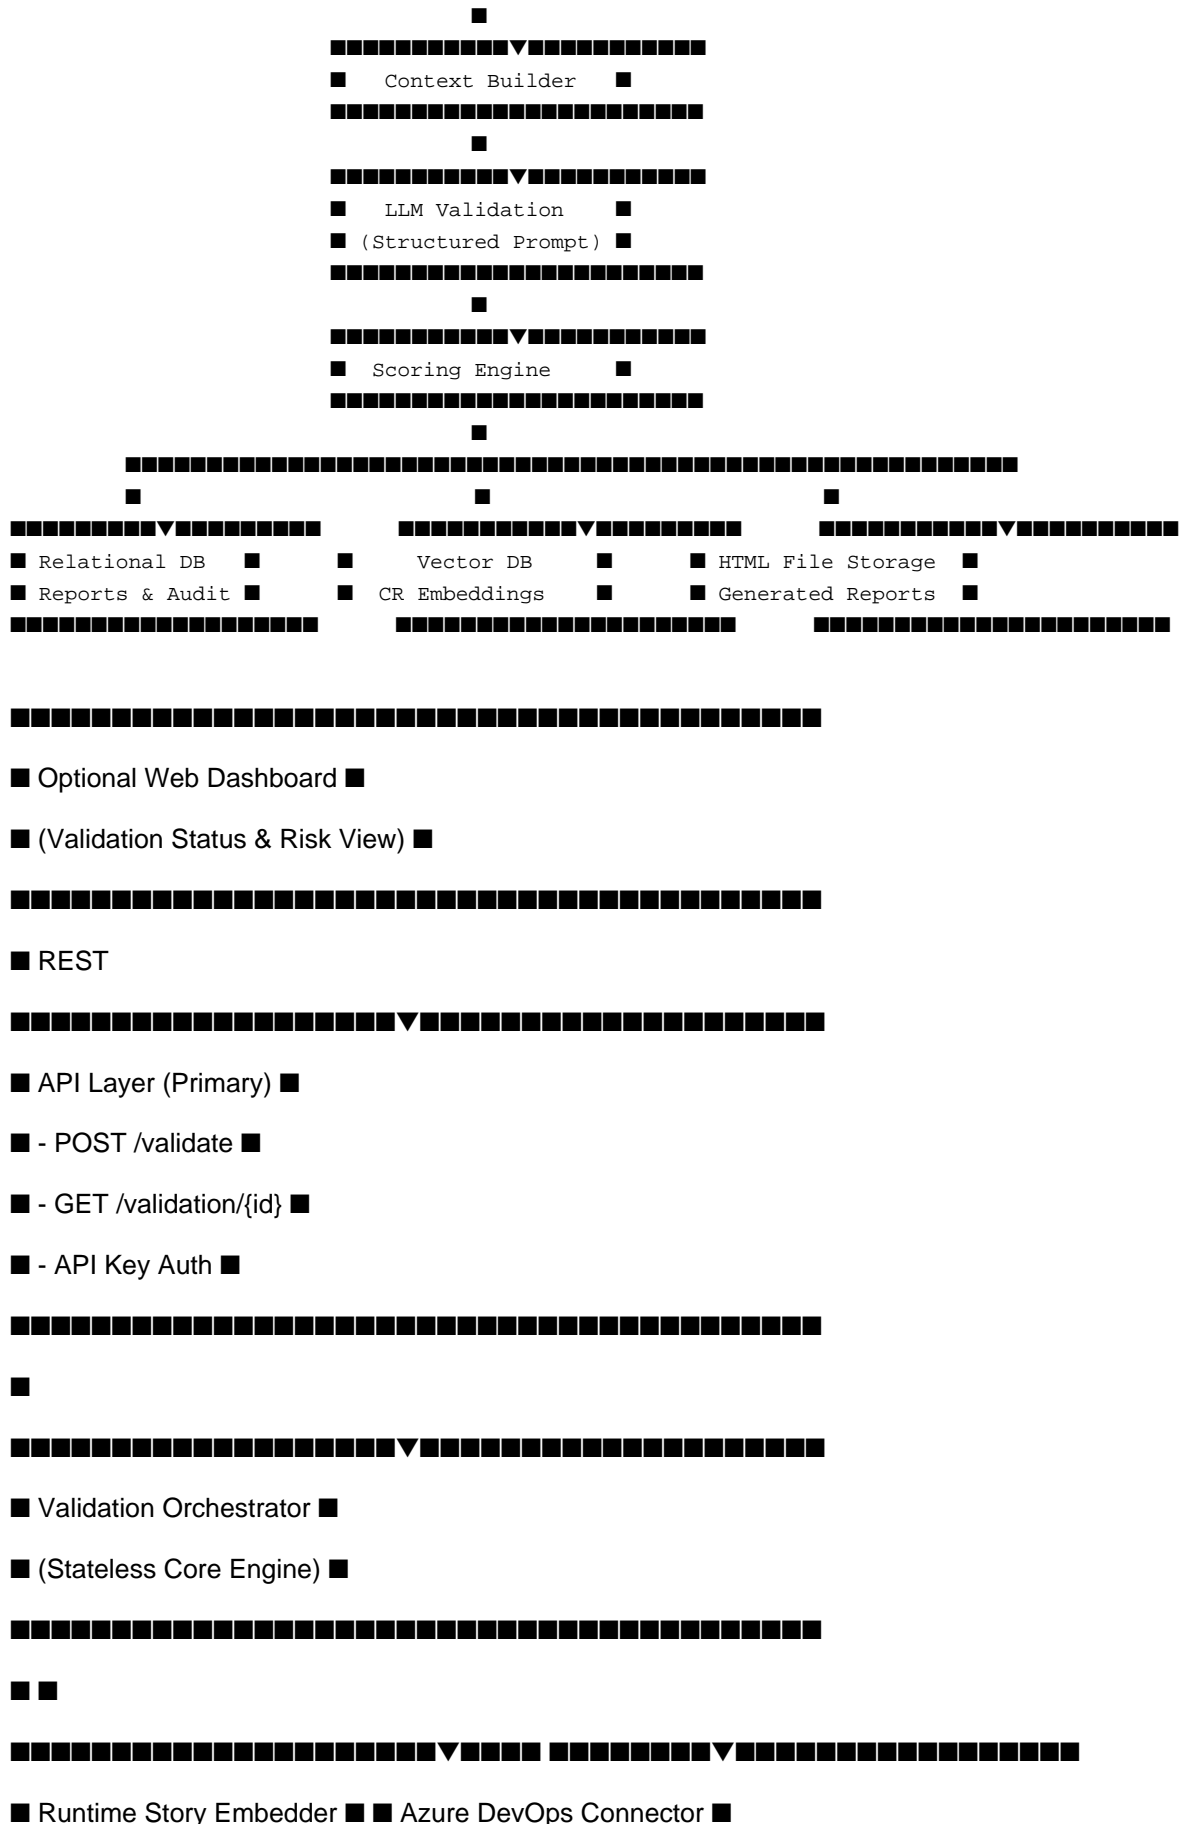 Context Builder
LLM Validation
(Structured Prompt)
Scoring Engine
Relational DB Vector DB HTML File Storage
Reports & Audit CR Embeddings Generated Reports
Optional Web Dashboard
(Validation Status & Risk View)
REST
API Layer (Primary)
- POST /validate
- GET /validation/{id}
- API Key Auth
Validation Orchestrator
(Stateless Core Engine)
Runtime Story Embedder Azure DevOps Connector